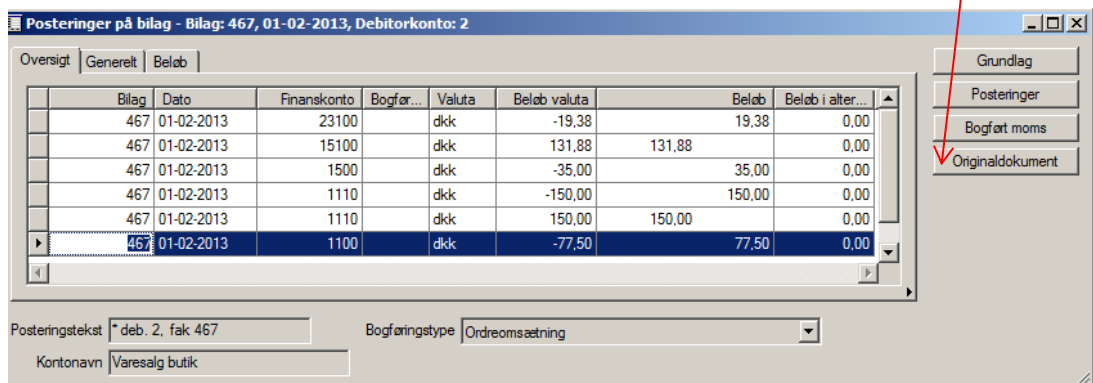 Posteringer på bilag - Bilag: 467, 01-02-2013, Debitorkonto: 2
Oversigt Generelt Beløb
Bilag Dato Finanskonto Bogfør... Valuta Beløb valuta Beløb Beløb i alter...
467 01-02-2013 23100 dkk -19,38 19,38 0,00
467 01-02-2013 15100 dkk 131,88 131,88 0,00
467 01-02-2013 1500 dkk -35,00 35,00 0,00
467 01-02-2013 1110 dkk -150,00 150,00 0,00
467 01-02-2013 1110 dkk 150,00 150,00 0,00
467 01-02-2013 1100 dkk -77,50 77,50 0,00
Grundlag
Posteringer
Bogført moms
Originaldokument
Posteringstekst * deb. 2, fak 467 Bogføringstype Ordreomsætning
Kontonavn Varesalg butik